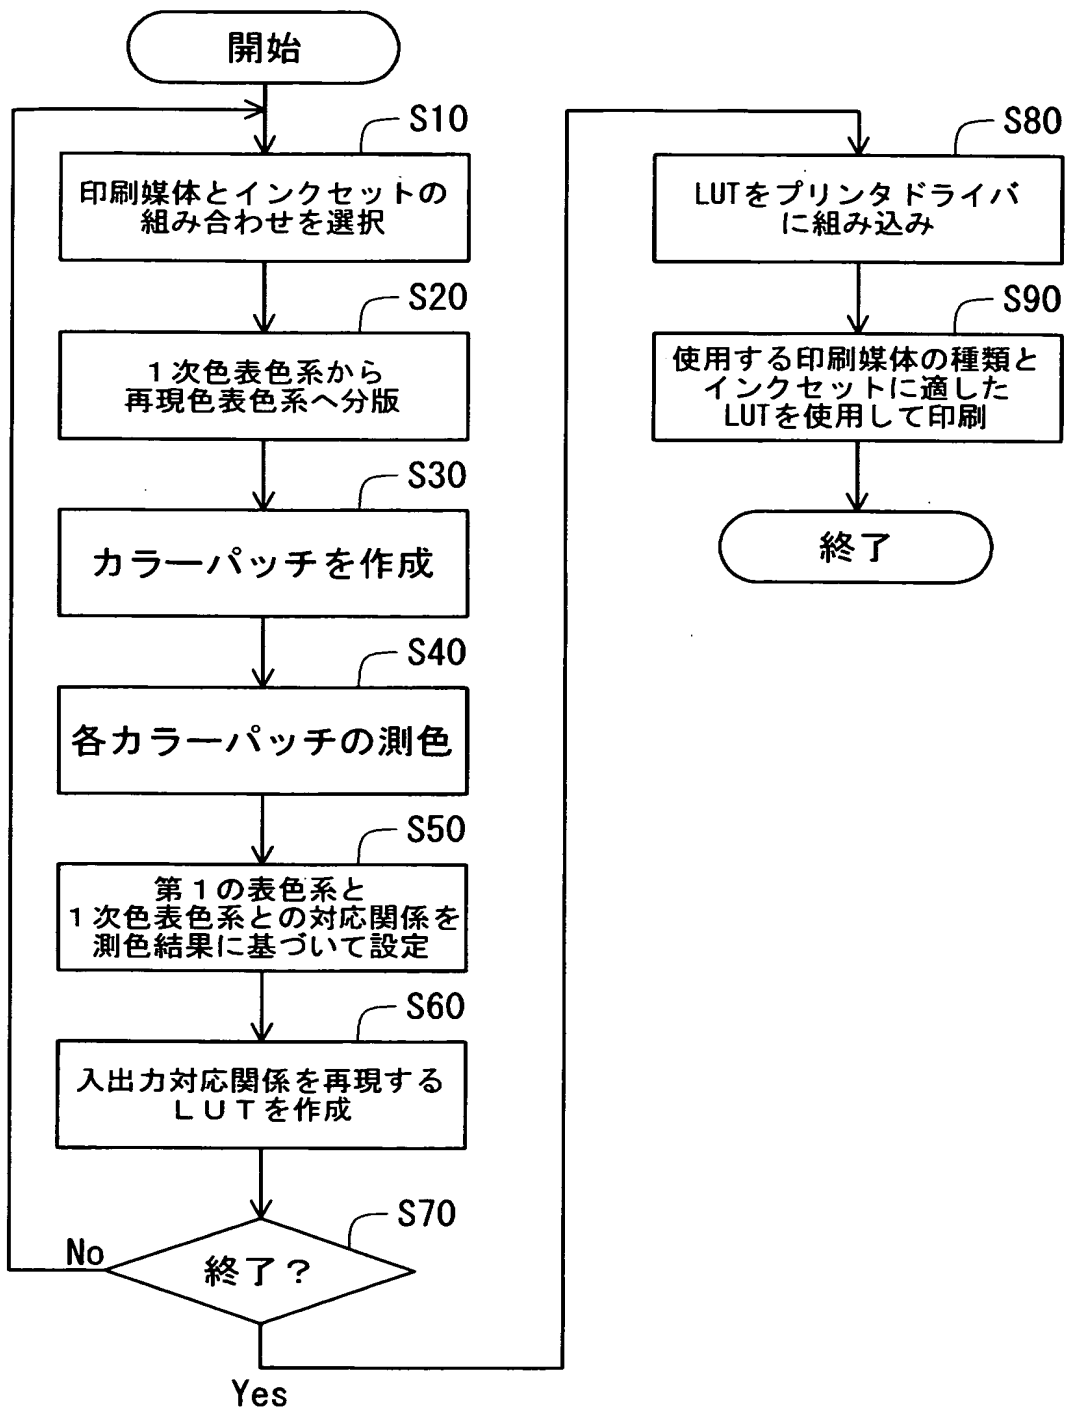 開始
S10
印刷媒体とインクセットの
組み合わせを選択
S20
1次色表色系から
再現色表色系へ分版
S30
カラーパッチを作成
S40
各カラーパッチの測色
S50
第1の表色系と
1次色表色系との対応関係を
測色結果に基づいて設定
S60
入出力対応関係を再現する
LUTを作成
S70
終了?
No
Yes
S80
LUTをプリンタドライバ
に組み込み
S90
使用する印刷媒体の種類と
インクセットに適した
LUTを使用して印刷
終了